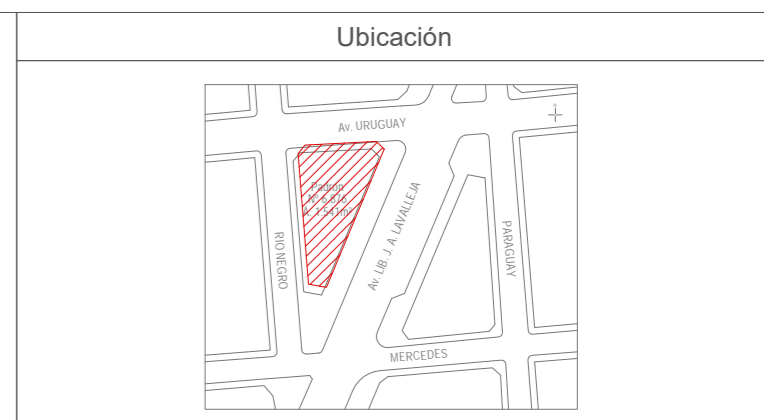 Ubicación
Av. URUGUAY
Padrón
N° 6.876
A: 1.541m²
RIO NEGRO
Av. LIB. J. A. LAVALLEJA
PARAGUAY
MERCEDES